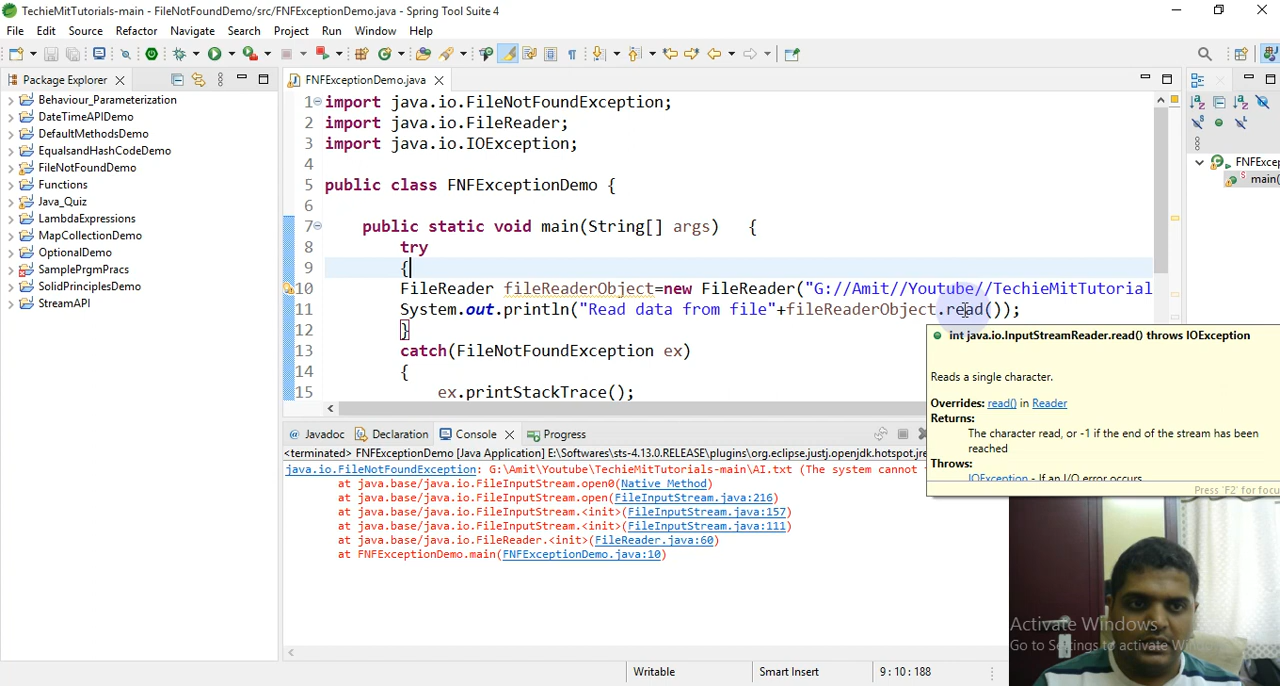 TechieMitTutorials-main - FileNotFoundDemo/src/FNFExceptionDemo.java - Spring Tool Suite 4
File Edit Source Refactor Navigate Search Project Run Window Help
Package Explorer
Behaviour_Parameterization
DateTimeAPIDemo
DefaultMethodsDemo
EqualsandHashCodeDemo
FileNotFoundDemo
Functions
Java_Quiz
LambdaExpressions
MapCollectionDemo
OptionalDemo
SamplePrgmPracs
SolidPrinciplesDemo
StreamAPI
FNFExceptionDemo.java
1 import java.io.FileNotFoundException;
2 import java.io.FileReader;
3 import java.io.IOException;
4
5 public class FNFExceptionDemo {
6
7 public static void main(String[] args) {
8 try
9 {
10 FileReader fileReaderObject=new FileReader("G://Amit//Youtube//TechieMitTutorial
11 System.out.println("Read data from file"+fileReaderObject.read());
12 }
13 catch(FileNotFoundException ex)
14 {
15 ex.printStackTrace();
int java.io.InputStreamReader.read() throws IOException
Reads a single character.
Overrides: read() in Reader
Returns:
The character read, or -1 if the end of the stream has been
reached
Throws:
IOException - If an I/O error occurs
Press 'F2' for focu
FNFExcep
main(
Javadoc Declaration Console Progress
<terminated> FNFExceptionDemo [Java Application] E:\Softwares\sts-4.13.0.RELEASE\plugins\org.eclipse.justj.openjdk.hotspot.jre
java.io.FileNotFoundException: G:\Amit\Youtube\TechieMitTutorials-main\AI.txt (The system cannot
at java.base/java.io.FileInputStream.open0(Native Method)
at java.base/java.io.FileInputStream.open(FileInputStream.java:216)
at java.base/java.io.FileInputStream.<init>(FileInputStream.java:157)
at java.base/java.io.FileInputStream.<init>(FileInputStream.java:111)
at java.base/java.io.FileReader.<init>(FileReader.java:60)
at FNFExceptionDemo.main(FNFExceptionDemo.java:10)
Activate Windows
Go to Settings to activate Wi
Writable Smart Insert 9 : 10 : 188